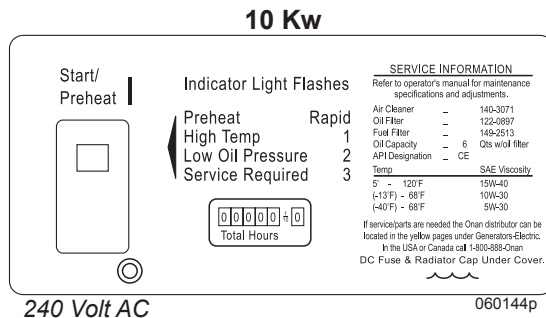 10 Kw
Start/
Preheat
Indicator Light Flashes
Preheat Rapid
High Temp 1
Low Oil Pressure 2
Service Required 3
00000 1/10 0
Total Hours
SERVICE INFORMATION
Refer to operator's manual for maintenance
specifications and adjustments.
Air Cleaner – 140-3071
Oil Filter – 122-0897
Fuel Filter – 149-2513
Oil Capacity – 6 Qts w/oil filter
API Designation – CE
Temp SAE Viscosity
5° - 120°F 15W-40
(-13°F) - 68°F 10W-30
(-40°F) - 68°F 5W-30
If service/parts are needed the Onan distributor can be
located in the yellow pages under Generators-Electric.
In the USA or Canada call 1-800-888-Onan
DC Fuse & Radiator Cap Under Cover.
240 Volt AC
060144p